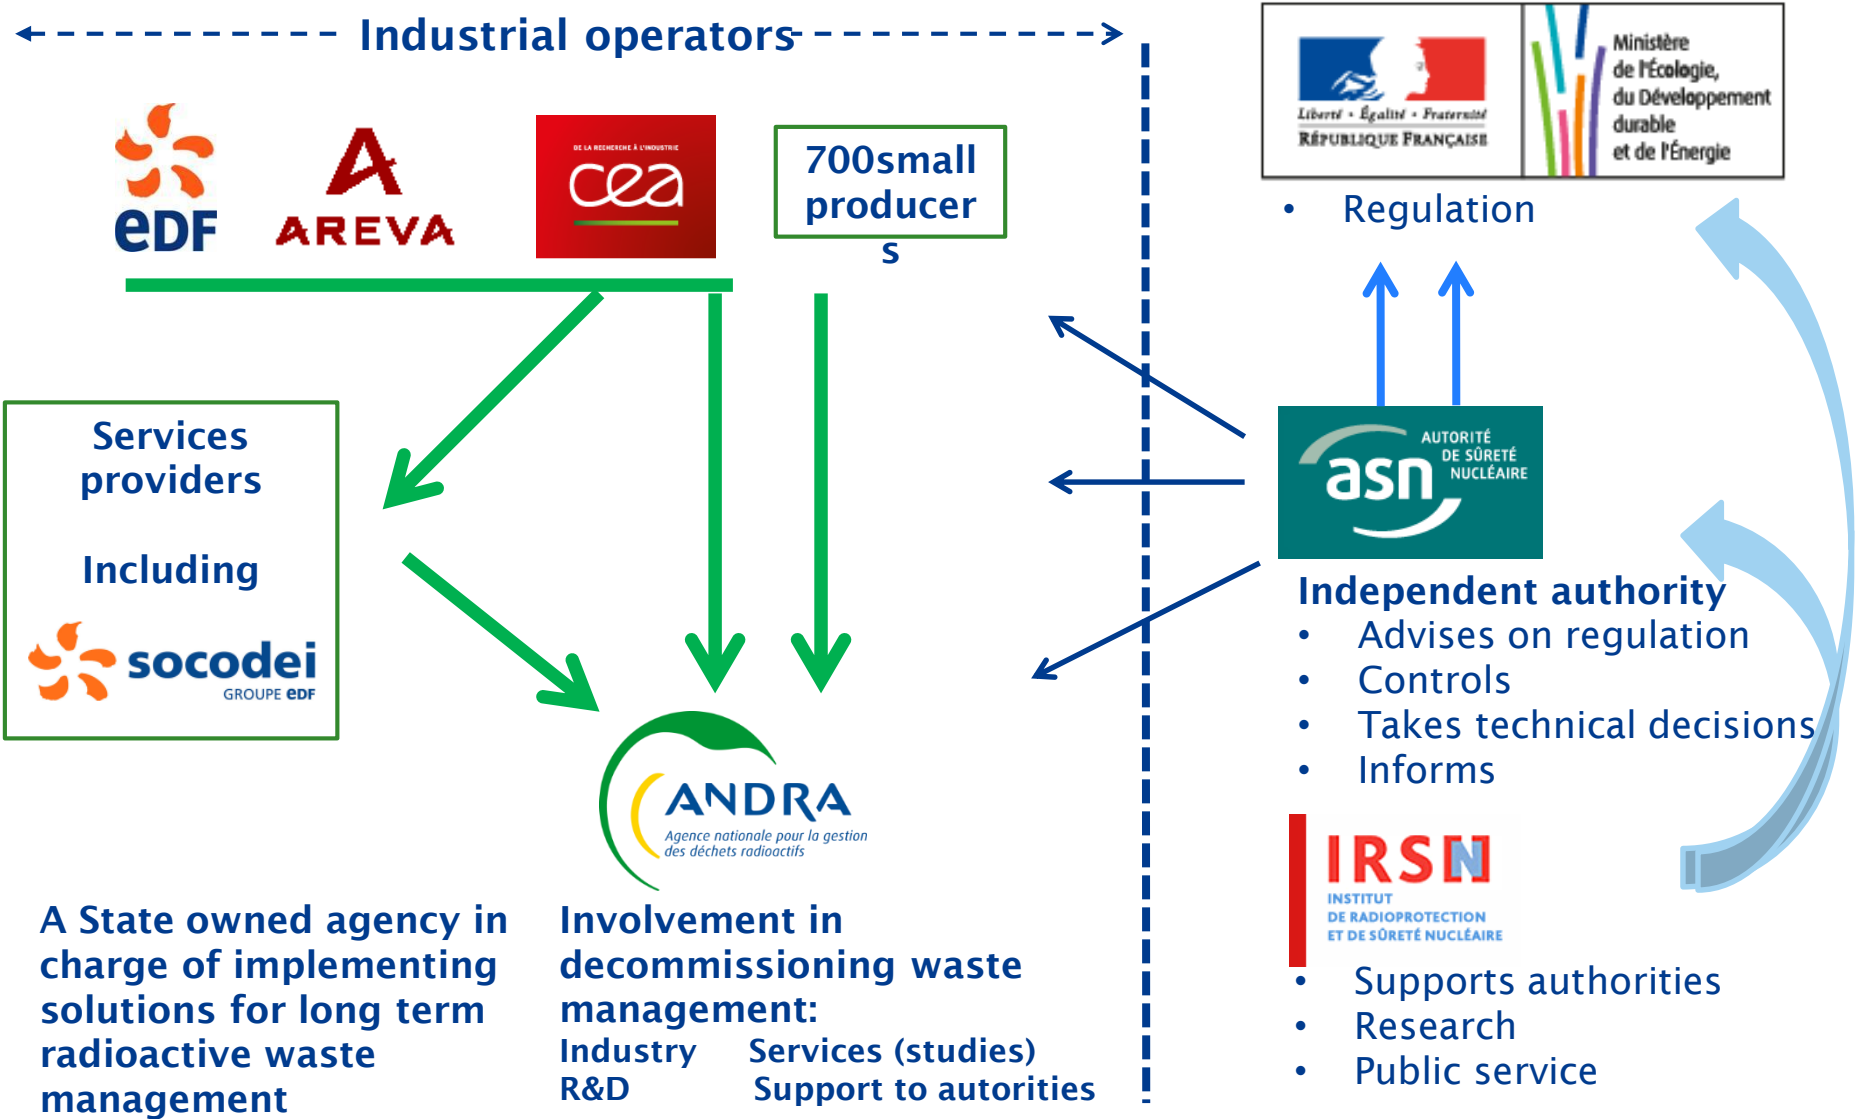 Industrial operators
eDF
AREVA
DE LA RECHERCHE À L'INDUSTRIE
cea
700small
producer
s
Liberté • Égalité • Fraternité
RÉPUBLIQUE FRANÇAISE
Ministère
de l'Écologie,
du Développement
durable
et de l'Énergie
• Regulation
Services
providers
Including
socodei
GROUPE eDF
asn
AUTORITÉ
DE SÛRETÉ
NUCLÉAIRE
Independent authority
• Advises on regulation
• Controls
• Takes technical decisions
• Informs
ANDRA
Agence nationale pour la gestion
des déchets radioactifs
IRSN
INSTITUT
DE RADIOPROTECTION
ET DE SÛRETÉ NUCLÉAIRE
• Supports authorities
• Research
• Public service
A State owned agency in
charge of implementing
solutions for long term
radioactive waste
management
Involvement in
decommissioning waste
management:
Industry Services (studies)
R&D Support to autorities